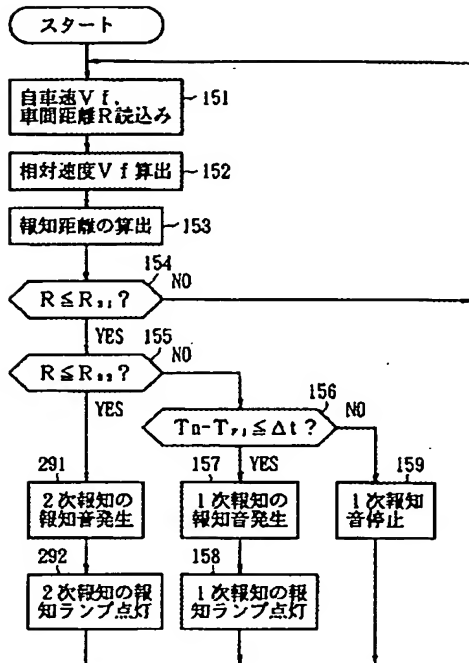 スタート
自車速Vf,
車間距離R読込み
151
相対速度Vf算出
152
報知距離の算出
153
154
NO
R≦Rs1?
YES
155
NO
R≦Rs2?
YES
156
NO
Tn-Tr1≦Δt?
YES
291
2次報知の
報知音発生
157
1次報知の
報知音発生
159
1次報知
音停止
292
2次報知の報
知ランプ点灯
158
1次報知の報
知ランプ点灯